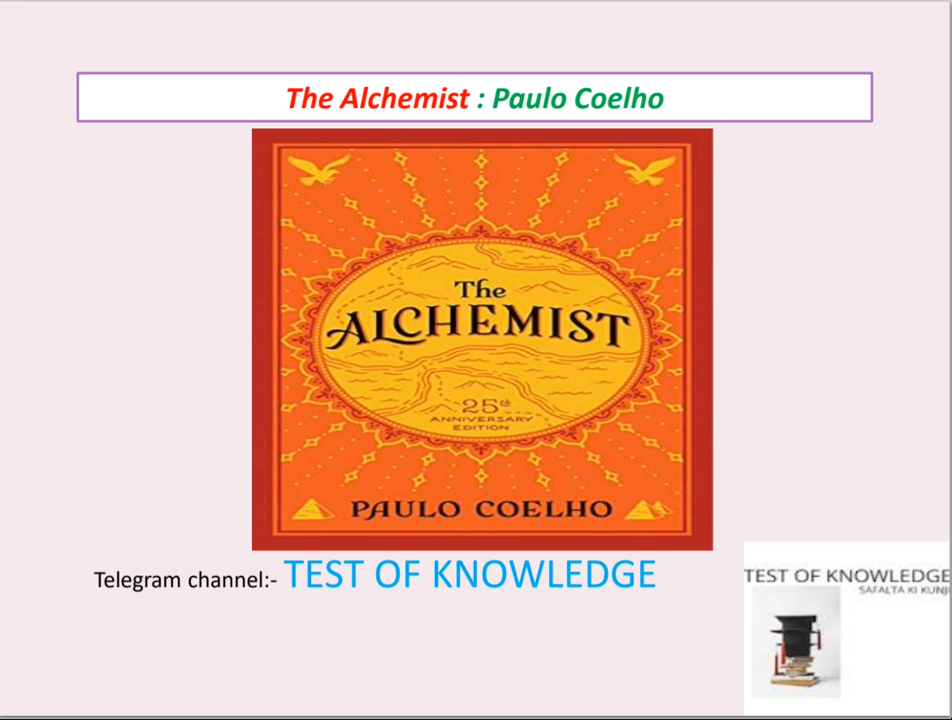 The Alchemist : Paulo Coelho
The
ALCHEMIST
25th
ANNIVERSARY
EDITION
PAULO COELHO
Telegram channel:- TEST OF KNOWLEDGE
TEST OF KNOWLEDGE
SAFALTA KI KUNJI